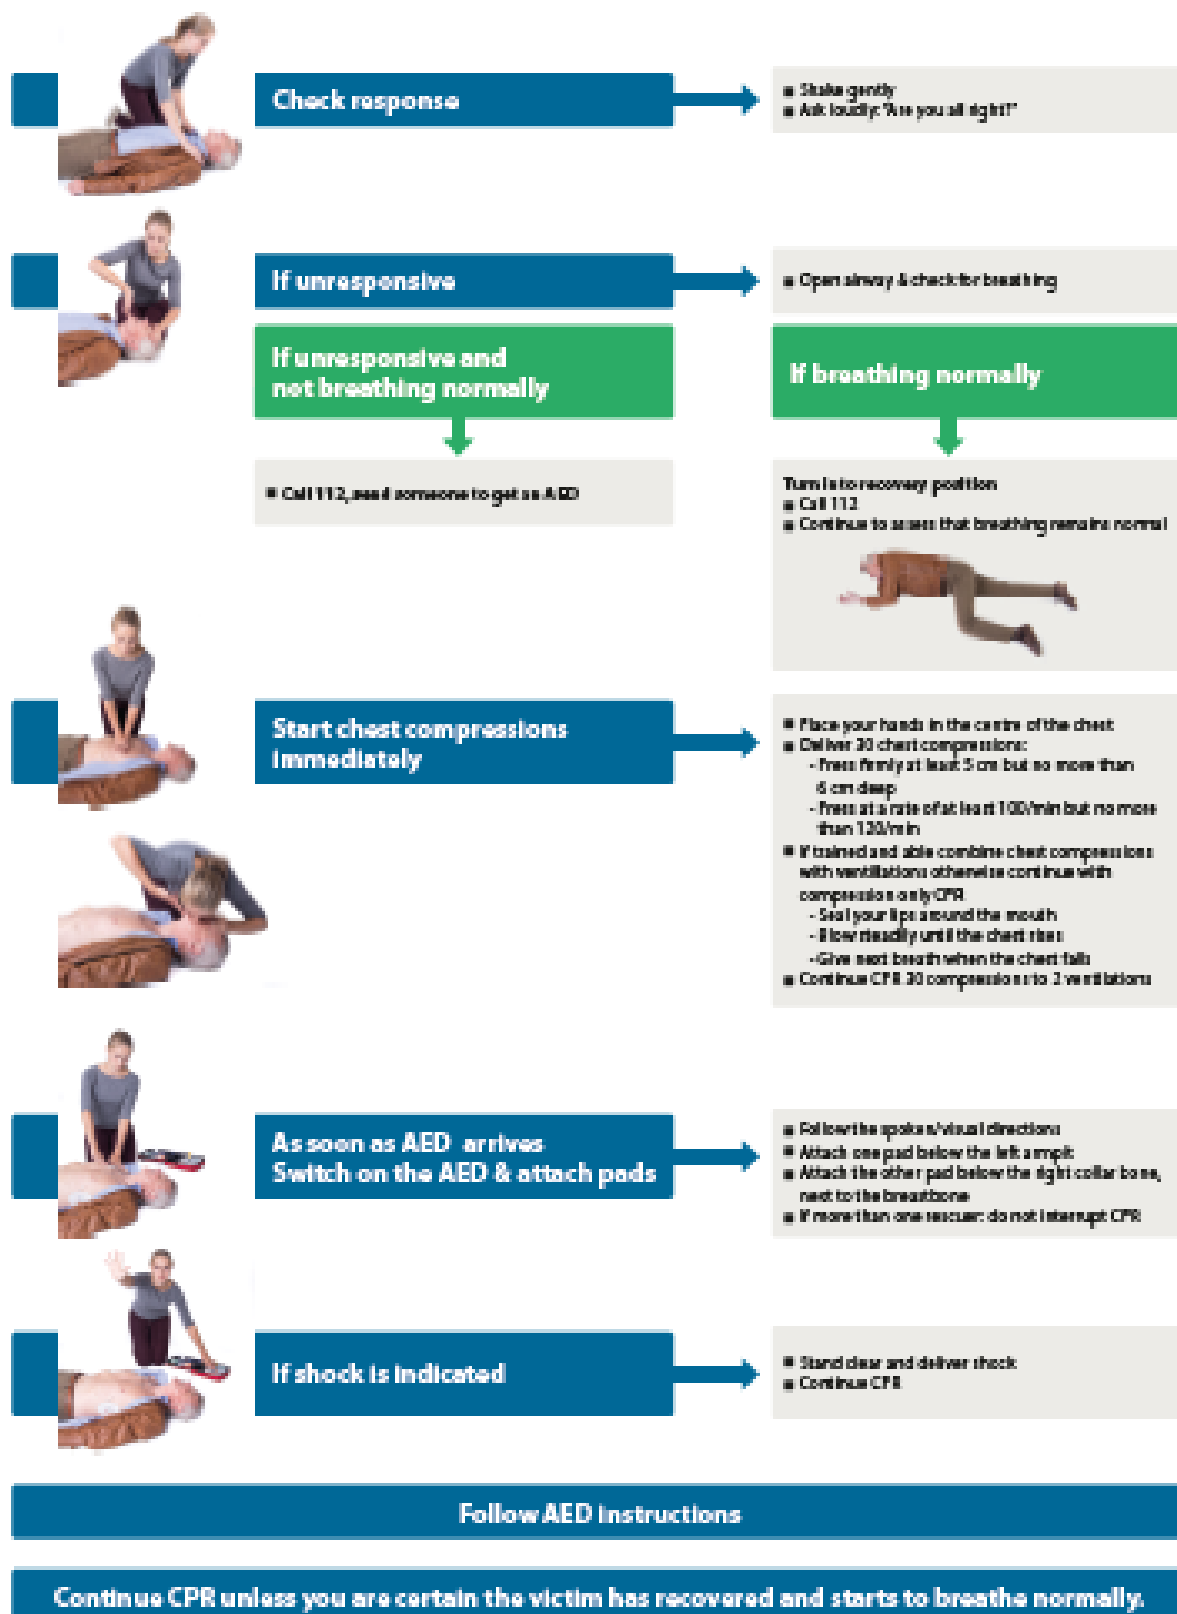 Check response
■ Shake gently
■ Ask loudly: "Are you all right?"
If unresponsive
■ Open airway & check for breathing
If unresponsive and
not breathing normally
■ Call 112, send someone to get an AED
If breathing normally
Turn into recovery position
■ Call 112
■ Continue to assess that breathing remains normal
Start chest compressions
immediately
■ Place your hands in the centre of the chest
■ Deliver 30 chest compressions:
- Press firmly at least 5 cm but no more than
6 cm deep
- Press at a rate of at least 100/min but no more
than 120/min
■ If trained and able combine chest compressions
with ventilations otherwise continue with
compression only CPR
- Seal your lips around the mouth
- Blow steadily until the chest rises
- Give next breath when the chest falls
■ Continue CPR 30 compressions to 2 ventilations
As soon as AED arrives
Switch on the AED & attach pads
■ Follow the spoken/visual directions
■ Attach one pad below the left armpit
■ Attach the other pad below the right collar bone,
next to the breastbone
■ If more than one rescuer: do not interrupt CPR
If shock is indicated
■ Stand clear and deliver shock
■ Continue CPR
Follow AED instructions
Continue CPR unless you are certain the victim has recovered and starts to breathe normally.